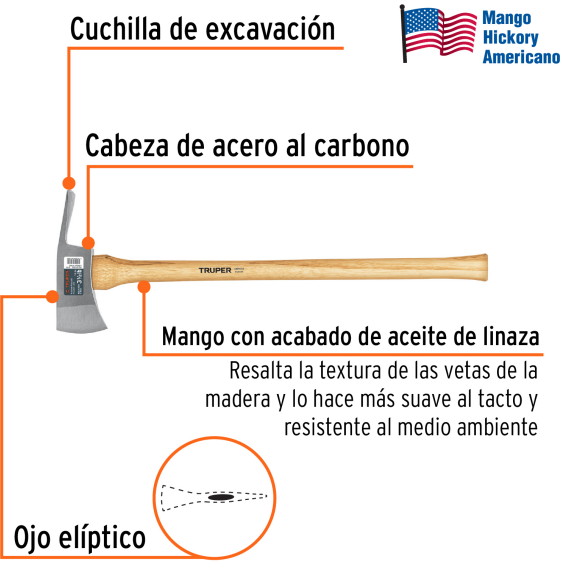 Cuchilla de excavación
Mango
Hickory
Americano
Cabeza de acero al carbono
TRUPER
Mango con acabado de aceite de linaza
Resalta la textura de las vetas de la
madera y lo hace más suave al tacto y
resistente al medio ambiente
Ojo elíptico